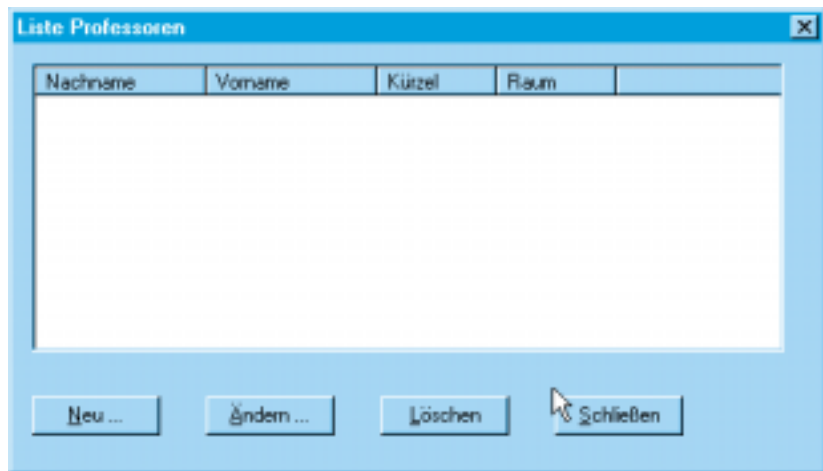 Liste Professoren
Nachname Vorname Kürzel Raum
Neu ... Ändern ... Löschen Schließen